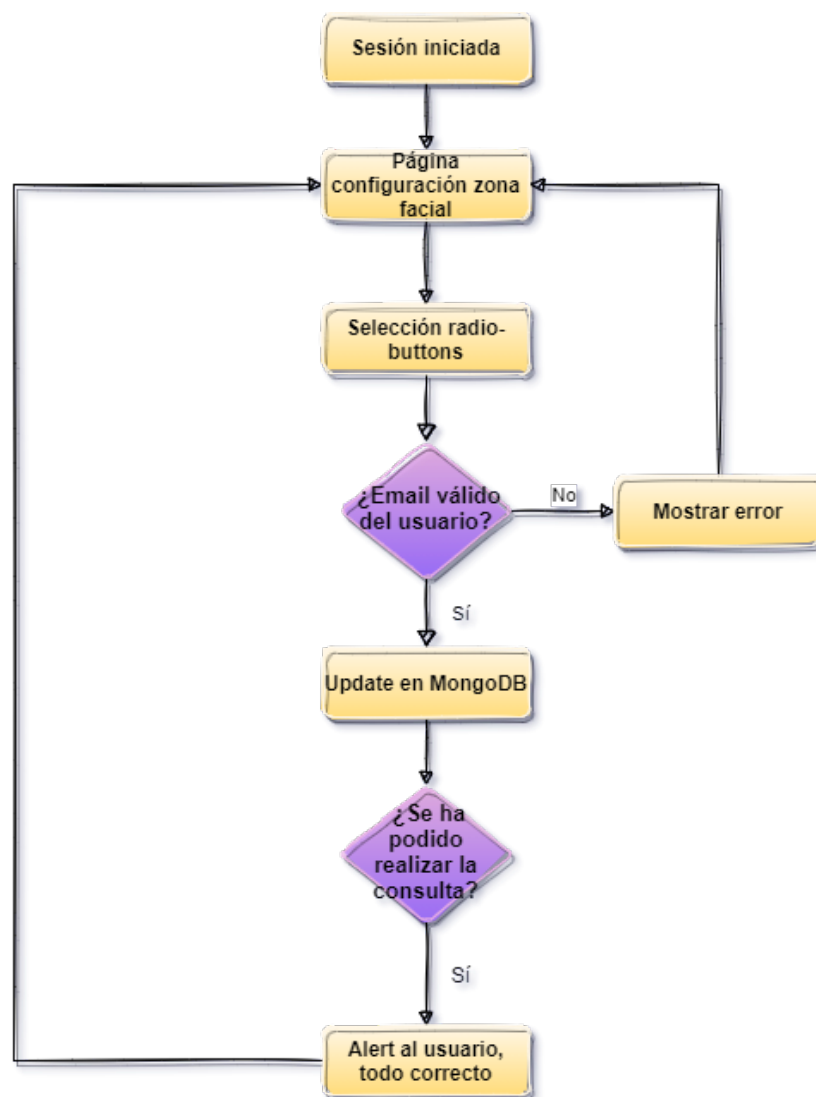 Sesión iniciada
Página
configuración zona
facial
Selección radio-
buttons
¿Email válido
del usuario?
No
Mostrar error
Sí
Update en MongoDB
¿Se ha
podido
realizar la
consulta?
Sí
Alert al usuario,
todo correcto